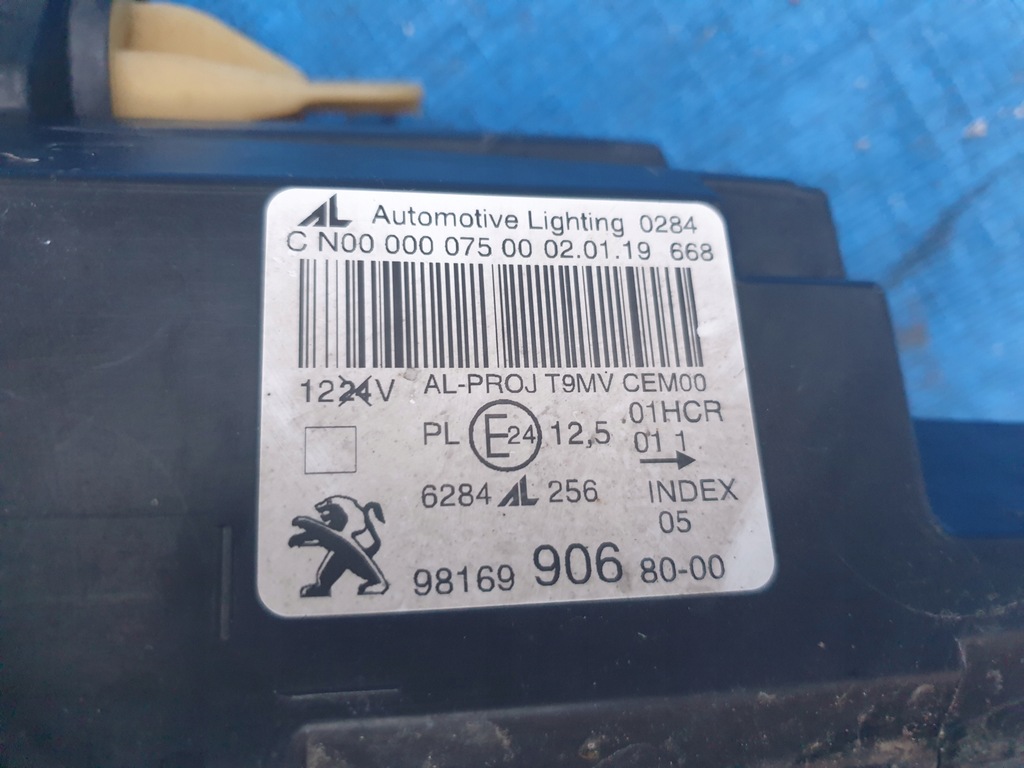 AL Automotive Lighting 0284
C N00 000 075 00 02.01.19 668
1224V AL-PROJ T9MV CEM00
PL E24 12,5 01HCR
01 1
6284 AL 256 INDEX
05
98169 906 80-00